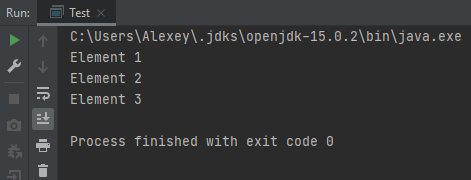 Run: Test
C:\Users\Alexey\.jdks\openjdk-15.0.2\bin\java.exe
Element 1
Element 2
Element 3
Process finished with exit code 0